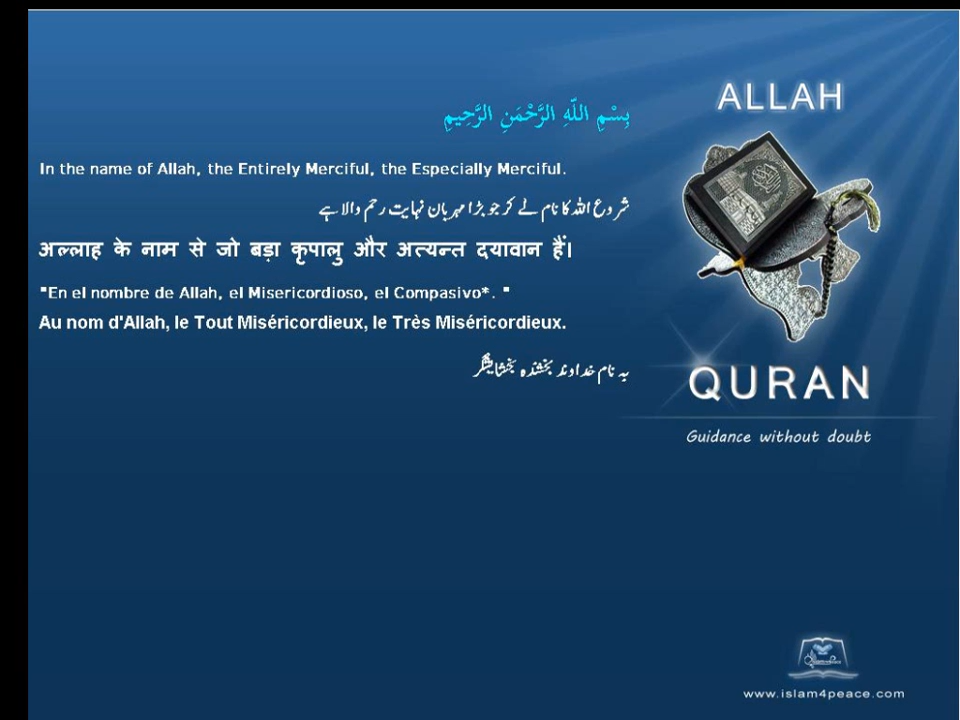 بِسْمِ اللّهِ الرَّحْمَنِ الرَّحِيمِ
In the name of Allah, the Entirely Merciful, the Especially Merciful.
شروع الله کا نام لے کر جو بڑا مہربان نہایت رحم والا ہے
अल्लाह के नाम से जो बड़ा कृपालु और अत्यन्त दयावान हैं।
"En el nombre de Allah, el Misericordioso, el Compasivo*. "
Au nom d'Allah, le Tout Miséricordieux, le Très Miséricordieux.
به نام خداوند بخشنده بخشایشگر
ALLAH
QURAN
Guidance without doubt
www.islam4peace.com